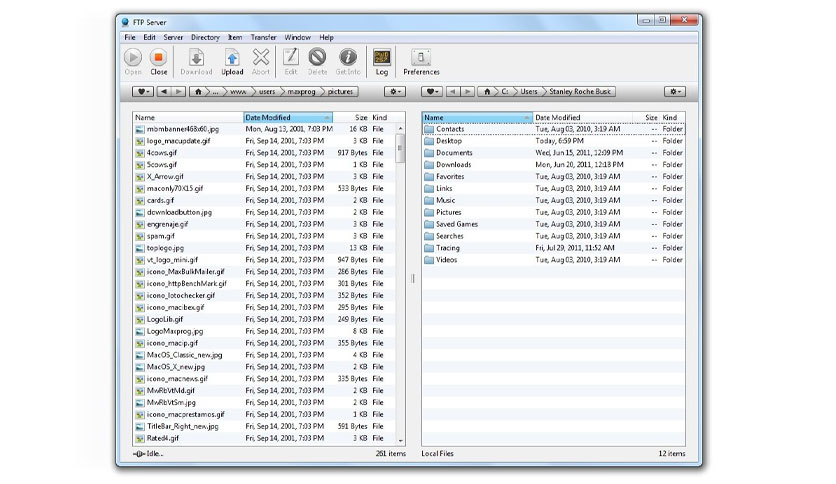 FTP Server
File Edit Server Directory Item Transfer Window Help
Open Close Download Upload Abort Edit Delete Get Info Log Preferences
... www users maxprog pictures
C: Users Stanley Roche Busk
Name Date Modified Size Kind
mbmbanner468x60.jpg Mon, Aug 13, 2001, 7:03 PM 16 KB File
logo_macupdate.gif Fri, Sep 14, 2001, 7:03 PM 3 KB File
4cows.gif Fri, Sep 14, 2001, 7:03 PM 917 Bytes File
5cows.gif Fri, Sep 14, 2001, 7:03 PM 1 KB File
X_Arrow.gif Fri, Sep 14, 2001, 7:03 PM 3 KB File
maconly70X15.gif Fri, Sep 14, 2001, 7:03 PM 533 Bytes File
cards.gif Fri, Sep 14, 2001, 7:03 PM 2 KB File
downloadbutton.jpg Fri, Sep 14, 2001, 7:03 PM 2 KB File
engrenaje.gif Fri, Sep 14, 2001, 7:03 PM 3 KB File
spam.gif Fri, Sep 14, 2001, 7:03 PM 3 KB File
toplogo.jpg Fri, Sep 14, 2001, 7:03 PM 13 KB File
vt_logo_mini.gif Fri, Sep 14, 2001, 7:03 PM 947 Bytes File
icono_MaxBulkMailer.gif Fri, Sep 14, 2001, 7:03 PM 286 Bytes File
icono_httpBenchMark.gif Fri, Sep 14, 2001, 7:03 PM 301 Bytes File
icono_lotochecker.gif Fri, Sep 14, 2001, 7:03 PM 352 Bytes File
icono_macibex.gif Fri, Sep 14, 2001, 7:03 PM 295 Bytes File
LogoLib.gif Fri, Sep 14, 2001, 7:03 PM 249 Bytes File
LogoMaxprog.jpg Fri, Sep 14, 2001, 7:03 PM 8 KB File
icono_macip.gif Fri, Sep 14, 2001, 7:03 PM 355 Bytes File
MacOS_Classic_new.jpg Fri, Sep 14, 2001, 7:03 PM 4 KB File
MacOS_X_new.jpg Fri, Sep 14, 2001, 7:03 PM 2 KB File
icono_macnews.gif Fri, Sep 14, 2001, 7:03 PM 335 Bytes File
MwRbVtMd.gif Fri, Sep 14, 2001, 7:03 PM 2 KB File
MwRbVtSm.gif Fri, Sep 14, 2001, 7:03 PM 2 KB File
icono_macprestamos.gif Fri, Sep 14, 2001, 7:03 PM 1 KB File
TitleBar_Right_new.jpg Fri, Sep 14, 2001, 7:03 PM 591 Bytes File
Rated4.gif Fri, Sep 14, 2001, 7:03 PM 3 KB File
Idle... 261 items
Name Date Modified Size Kind
Contacts Tue, Aug 03, 2010, 3:19 AM -- Folder
Desktop Today, 6:59 PM -- Folder
Documents Wed, Jun 15, 2011, 12:09 PM -- Folder
Downloads Mon, Jun 20, 2011, 12:18 PM -- Folder
Favorites Tue, Aug 03, 2010, 3:19 AM -- Folder
Links Tue, Aug 03, 2010, 3:19 AM -- Folder
Music Tue, Aug 03, 2010, 3:19 AM -- Folder
Pictures Tue, Aug 03, 2010, 3:19 AM -- Folder
Saved Games Tue, Aug 03, 2010, 3:19 AM -- Folder
Searches Tue, Aug 03, 2010, 3:19 AM -- Folder
Tracing Fri, Jul 29, 2011, 11:52 AM -- Folder
Videos Tue, Aug 03, 2010, 3:19 AM -- Folder
Local Files 12 items